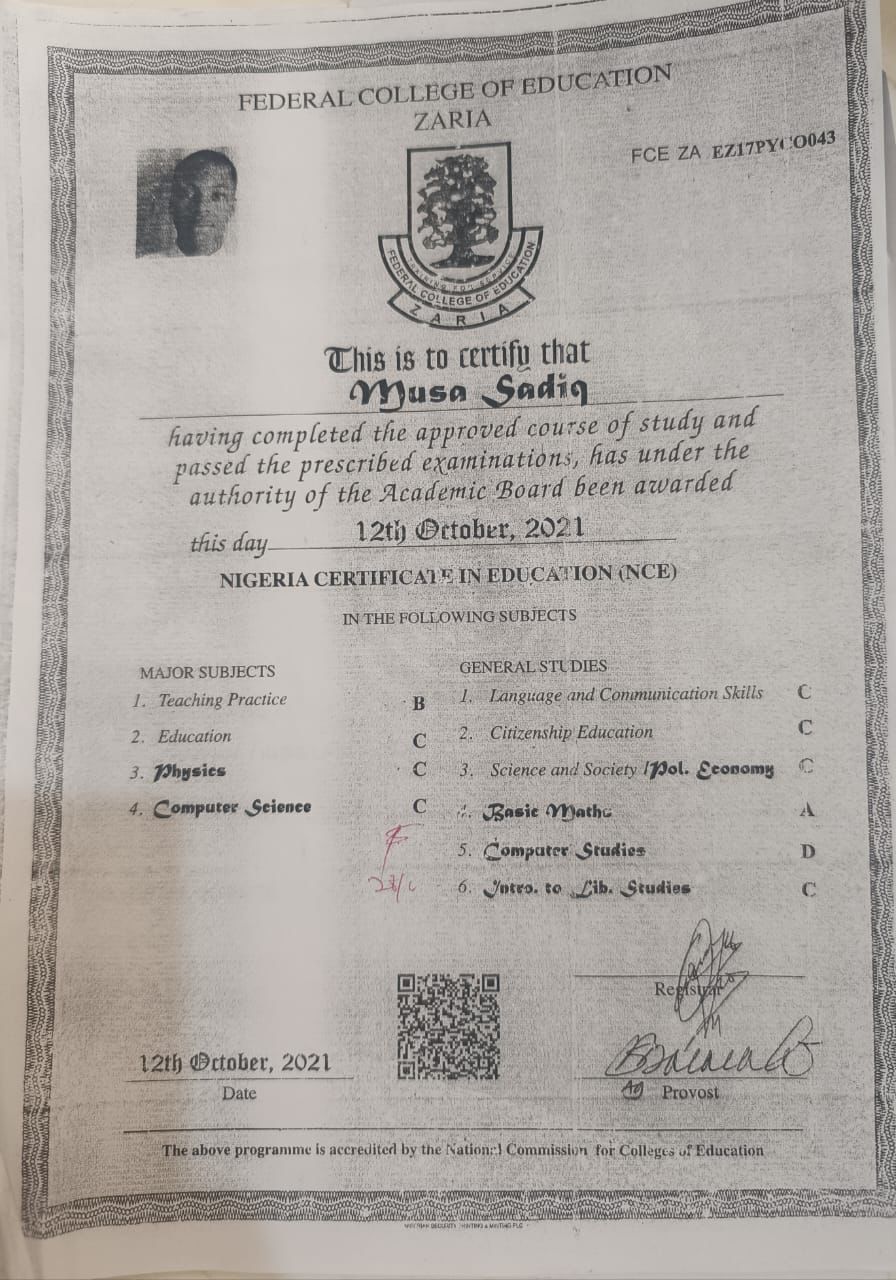 FEDERAL COLLEGE OF EDUCATION
ZARIA
FCE ZA EZ17PYCO043
TRAINING FOR SERVICE
FEDERAL COLLEGE OF EDUCATION
ZARIA
This is to certify that
Musa Sadiq
having completed the approved course of study and
passed the prescribed examinations, has under the
authority of the Academic Board been awarded
this day 12th October, 2021
NIGERIA CERTIFICATE IN EDUCATION (NCE)
IN THE FOLLOWING SUBJECTS
MAJOR SUBJECTS
1. Teaching Practice B
2. Education C
3. Physics C
4. Computer Science C
GENERAL STUDIES
1. Language and Communication Skills C
2. Citizenship Education C
3. Science and Society /Pol. Economy C
4. Basic Maths A
5. Computer Studies D
6. Intro. to Lib. Studies C
Registrar
12th October, 2021
Date
Ag Provost
The above programme is accredited by the National Commission for Colleges of Education